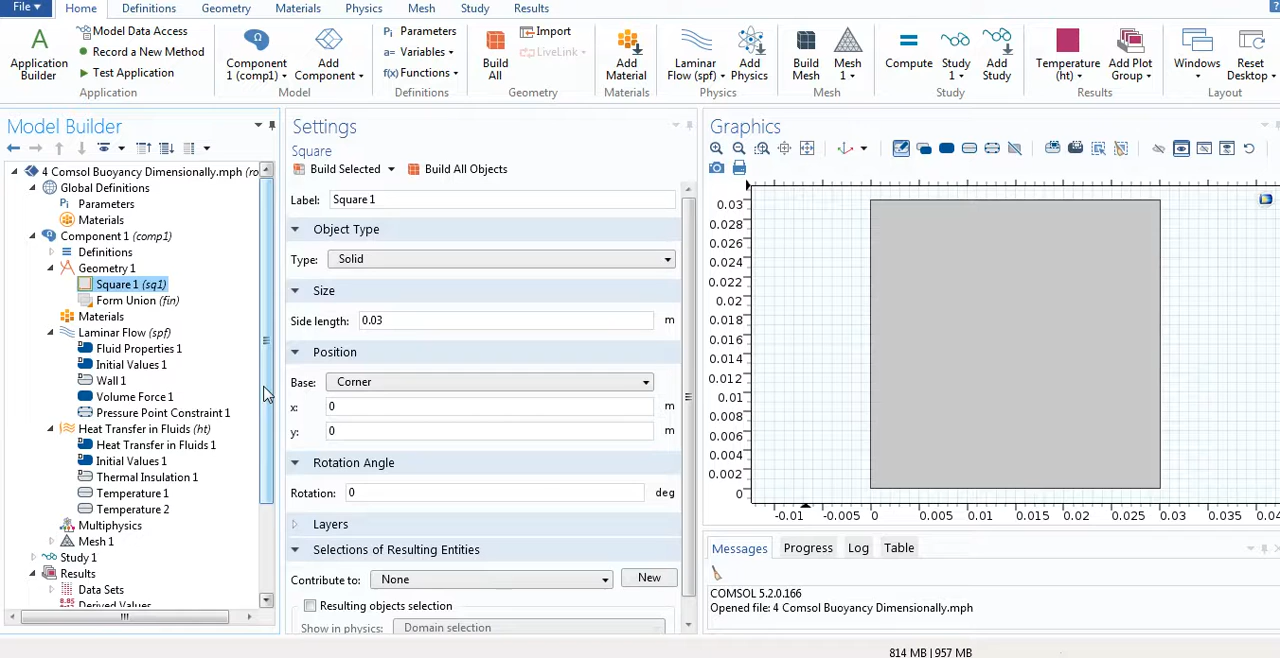 File
Home
Definitions
Geometry
Materials
Physics
Mesh
Study
Results
?
Application Builder
Model Data Access
Record a New Method
Test Application
Application
Component 1 (comp1)
Add Component
Model
Pi Parameters
a= Variables
f(x) Functions
Definitions
Build All
Import
LiveLink
Geometry
Add Material
Materials
Laminar Flow (spf)
Add Physics
Physics
Build Mesh
Mesh 1
Mesh
Compute
Study 1
Add Study
Study
Temperature (ht)
Add Plot Group
Results
Windows
Reset Desktop
Layout
Model Builder
4 Comsol Buoyancy Dimensionally.mph (ro
Global Definitions
Pi Parameters
Materials
Component 1 (comp1)
Definitions
Geometry 1
Square 1 (sq1)
Form Union (fin)
Materials
Laminar Flow (spf)
Fluid Properties 1
Initial Values 1
Wall 1
Volume Force 1
Pressure Point Constraint 1
Heat Transfer in Fluids (ht)
Heat Transfer in Fluids 1
Initial Values 1
Thermal Insulation 1
Temperature 1
Temperature 2
Multiphysics
Mesh 1
Study 1
Results
Data Sets
8.85
Derived Values
Settings
Square
Build Selected
Build All Objects
Label: Square 1
Object Type
Type: Solid
Size
Side length: 0.03 m
Position
Base: Corner
x: 0 m
y: 0 m
Rotation Angle
Rotation: 0 deg
Layers
Selections of Resulting Entities
Contribute to: None New
Resulting objects selection
Show in physics: Domain selection
Graphics
0.03
0.028
0.026
0.024
0.022
0.02
0.018
0.016
0.014
0.012
0.01
0.008
0.006
0.004
0.002
0
-0.01 -0.005 0 0.005 0.01 0.015 0.02 0.025 0.03 0.035 0.04
Messages
Progress
Log
Table
COMSOL 5.2.0.166
Opened file: 4 Comsol Buoyancy Dimensionally.mph
814 MB | 957 MB